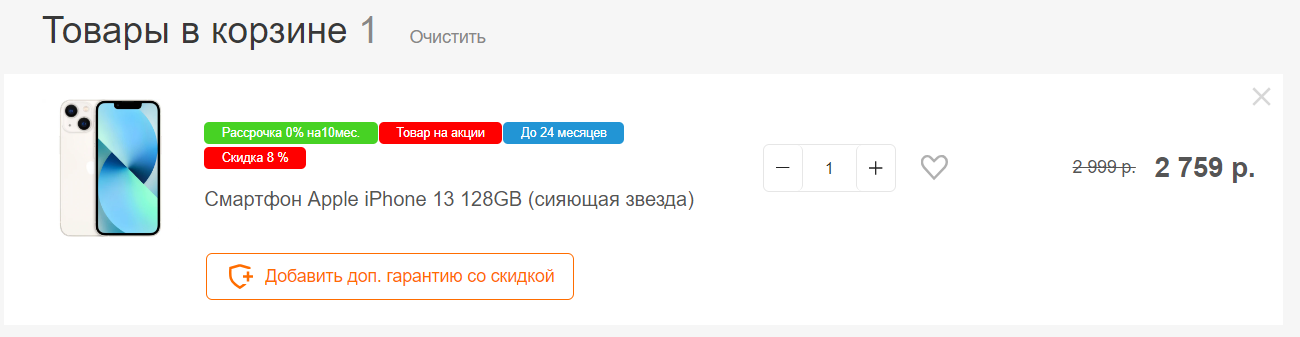 Товары в корзине 1 Очистить
Рассрочка 0% на10мес. Товар на акции До 24 месяцев
Скидка 8 %
Смартфон Apple iPhone 13 128GB (сияющая звезда)
1
2 999 р. 2 759 р.
Добавить доп. гарантию со скидкой